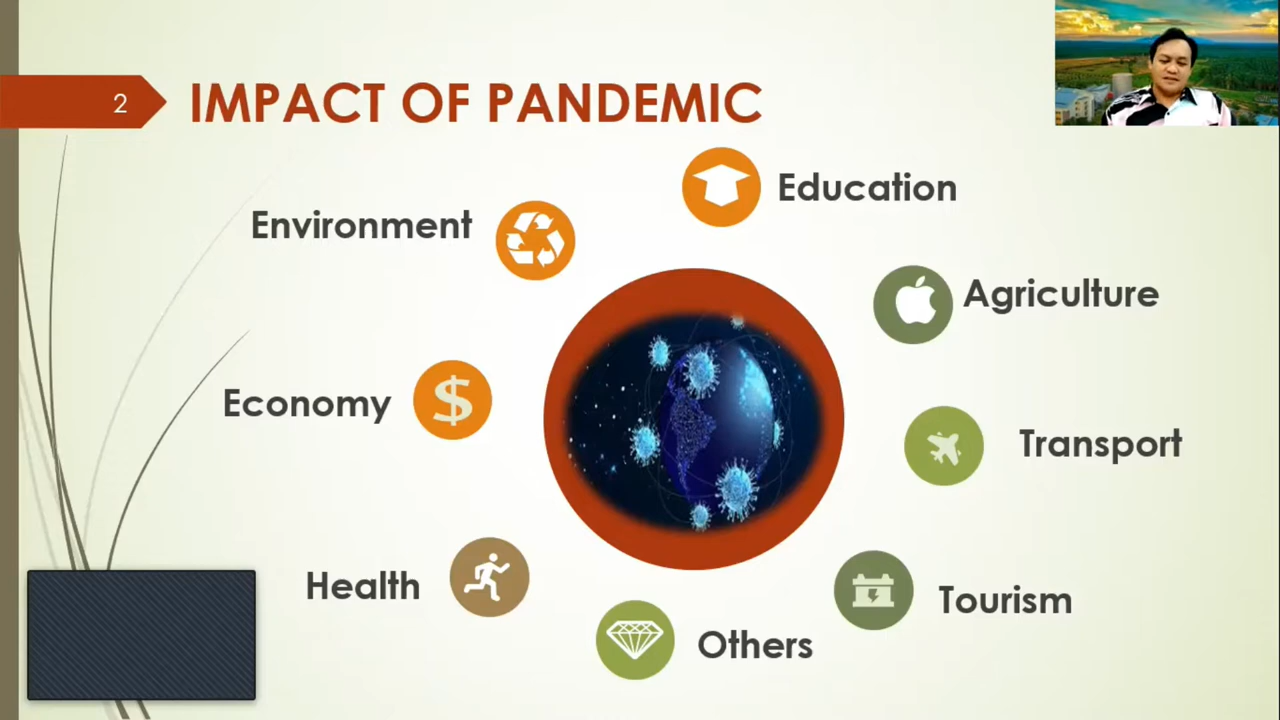 2
IMPACT OF PANDEMIC
Education
Environment
Agriculture
Economy
Transport
Health
Tourism
Others